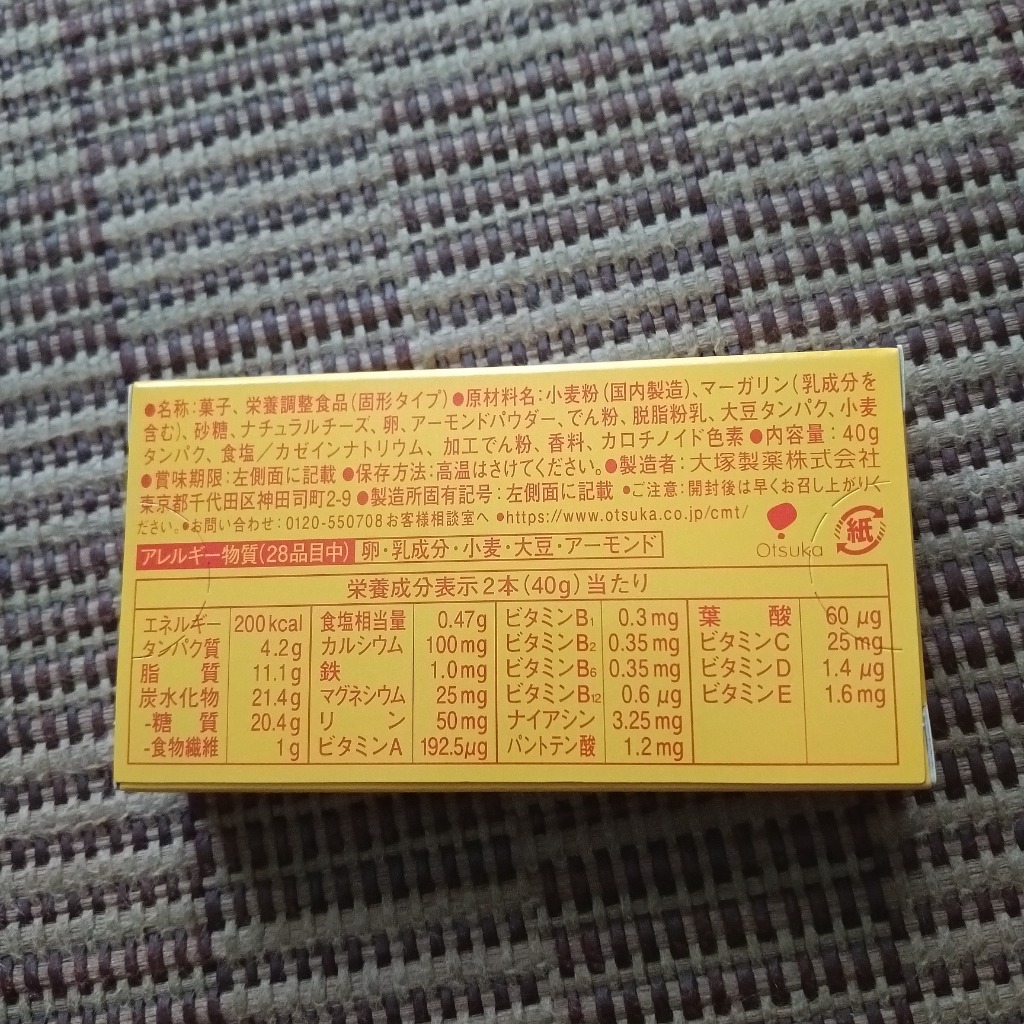 ●名称:菓子、栄養調整食品(固形タイプ)●原材料名:小麦粉(国内製造)、マーガリン(乳成分を
含む)、砂糖、ナチュラルチーズ、卵、アーモンドパウダー、でん粉、脱脂粉乳、大豆タンパク、小麦
タンパク、食塩/カゼインナトリウム、加工でん粉、香料、カロチノイド色素●内容量:40g
●賞味期限:左側面に記載●保存方法:高温はさけてください。●製造者:大塚製薬株式会社
東京都千代田区神田司町2-9●製造所固有記号:左側面に記載●ご注意:開封後は早くお召し上がりく
ださい。●お問い合わせ:0120-550708お客様相談室へ●https://www.otsuka.co.jp/cmt/
Otsuka
紙
アレルギー物質(28品目中) 卵・乳成分・小麦・大豆・アーモンド
栄養成分表示2本(40g)当たり
エネルギー 200kcal 食塩相当量 0.47g ビタミンB1 0.3mg 葉酸 60μg
タンパク質 4.2g カルシウム 100mg ビタミンB2 0.35mg ビタミンC 25mg
脂質 11.1g 鉄 1.0mg ビタミンB6 0.35mg ビタミンD 1.4μg
炭水化物 21.4g マグネシウム 25mg ビタミンB12 0.6μg ビタミンE 1.6mg
-糖質 20.4g リン 50mg ナイアシン 3.25mg
-食物繊維 1g ビタミンA 192.5μg パントテン酸 1.2mg